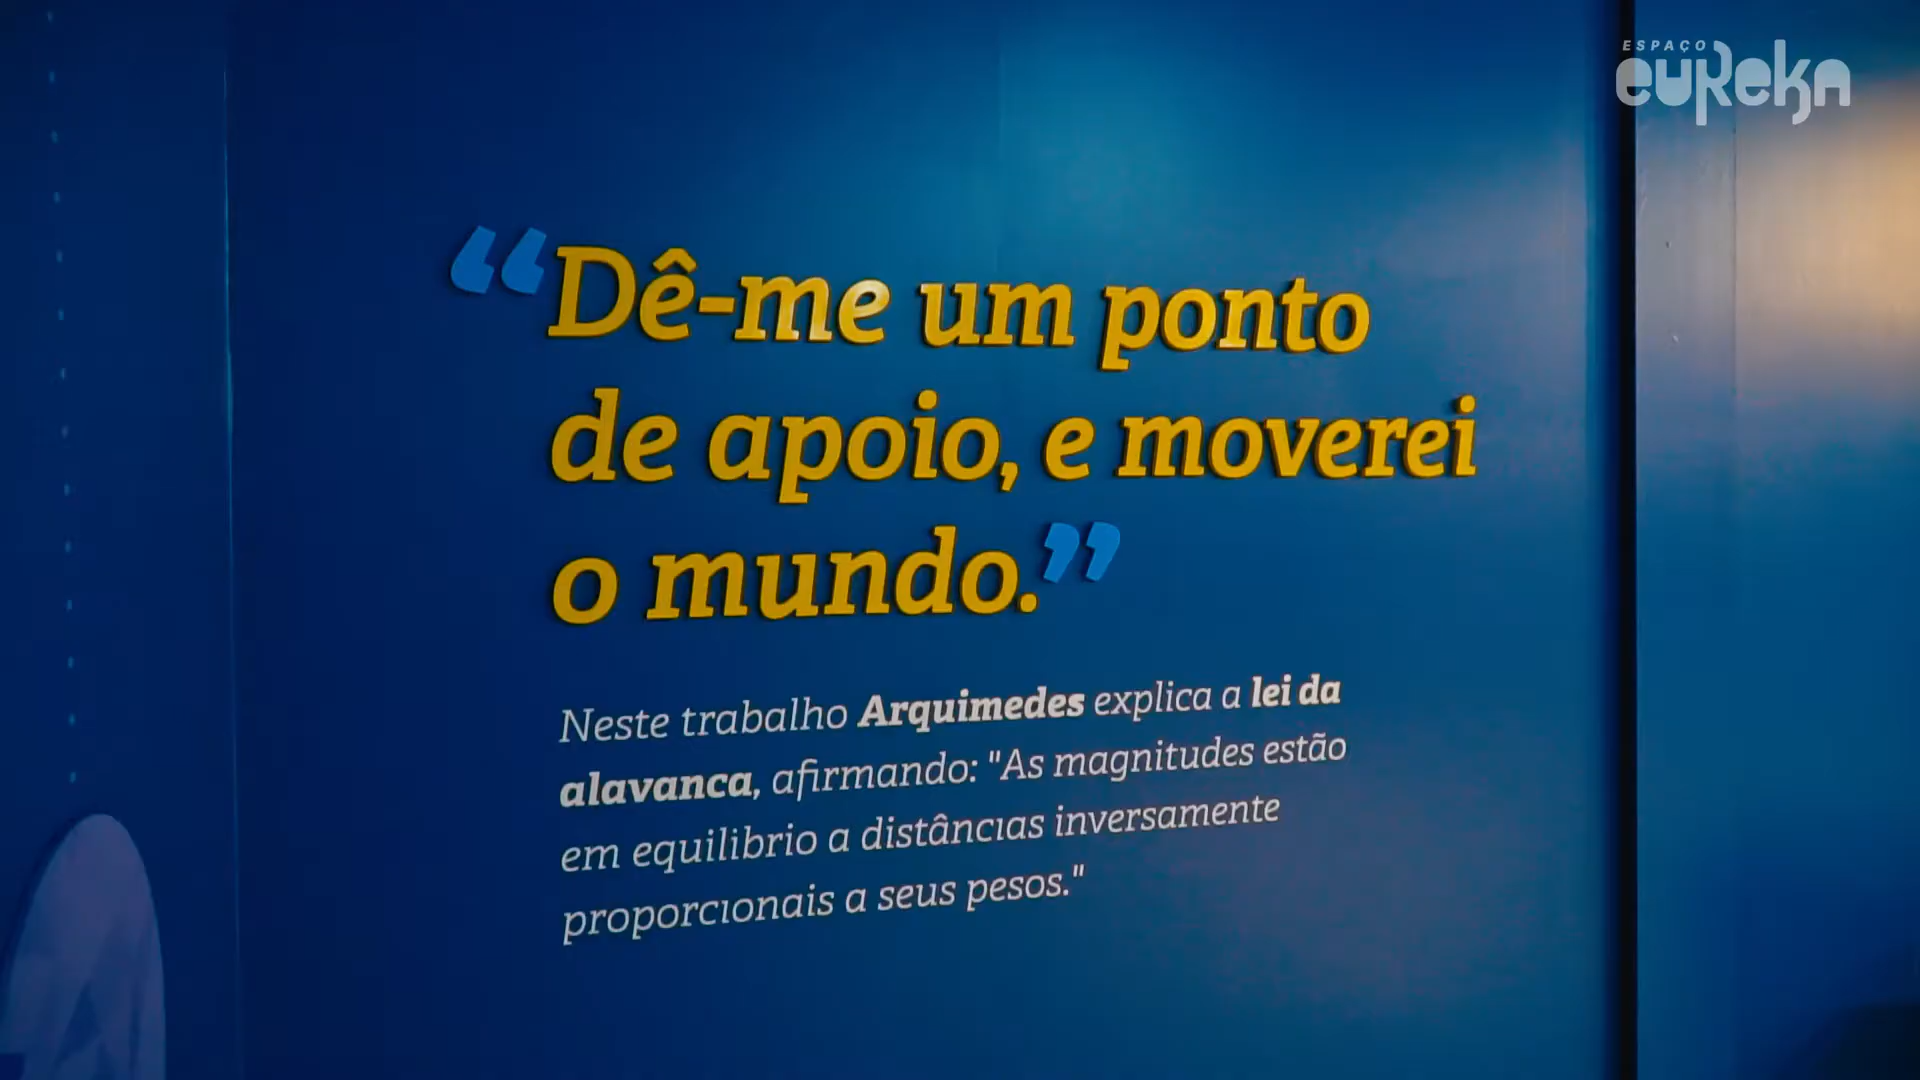 ESPAÇO
eureka
“Dê-me um ponto
de apoio, e moverei
o mundo.”
Neste trabalho Arquimedes explica a lei da
alavanca, afirmando: "As magnitudes estão
em equilibrio a distâncias inversamente
proporcionais a seus pesos."